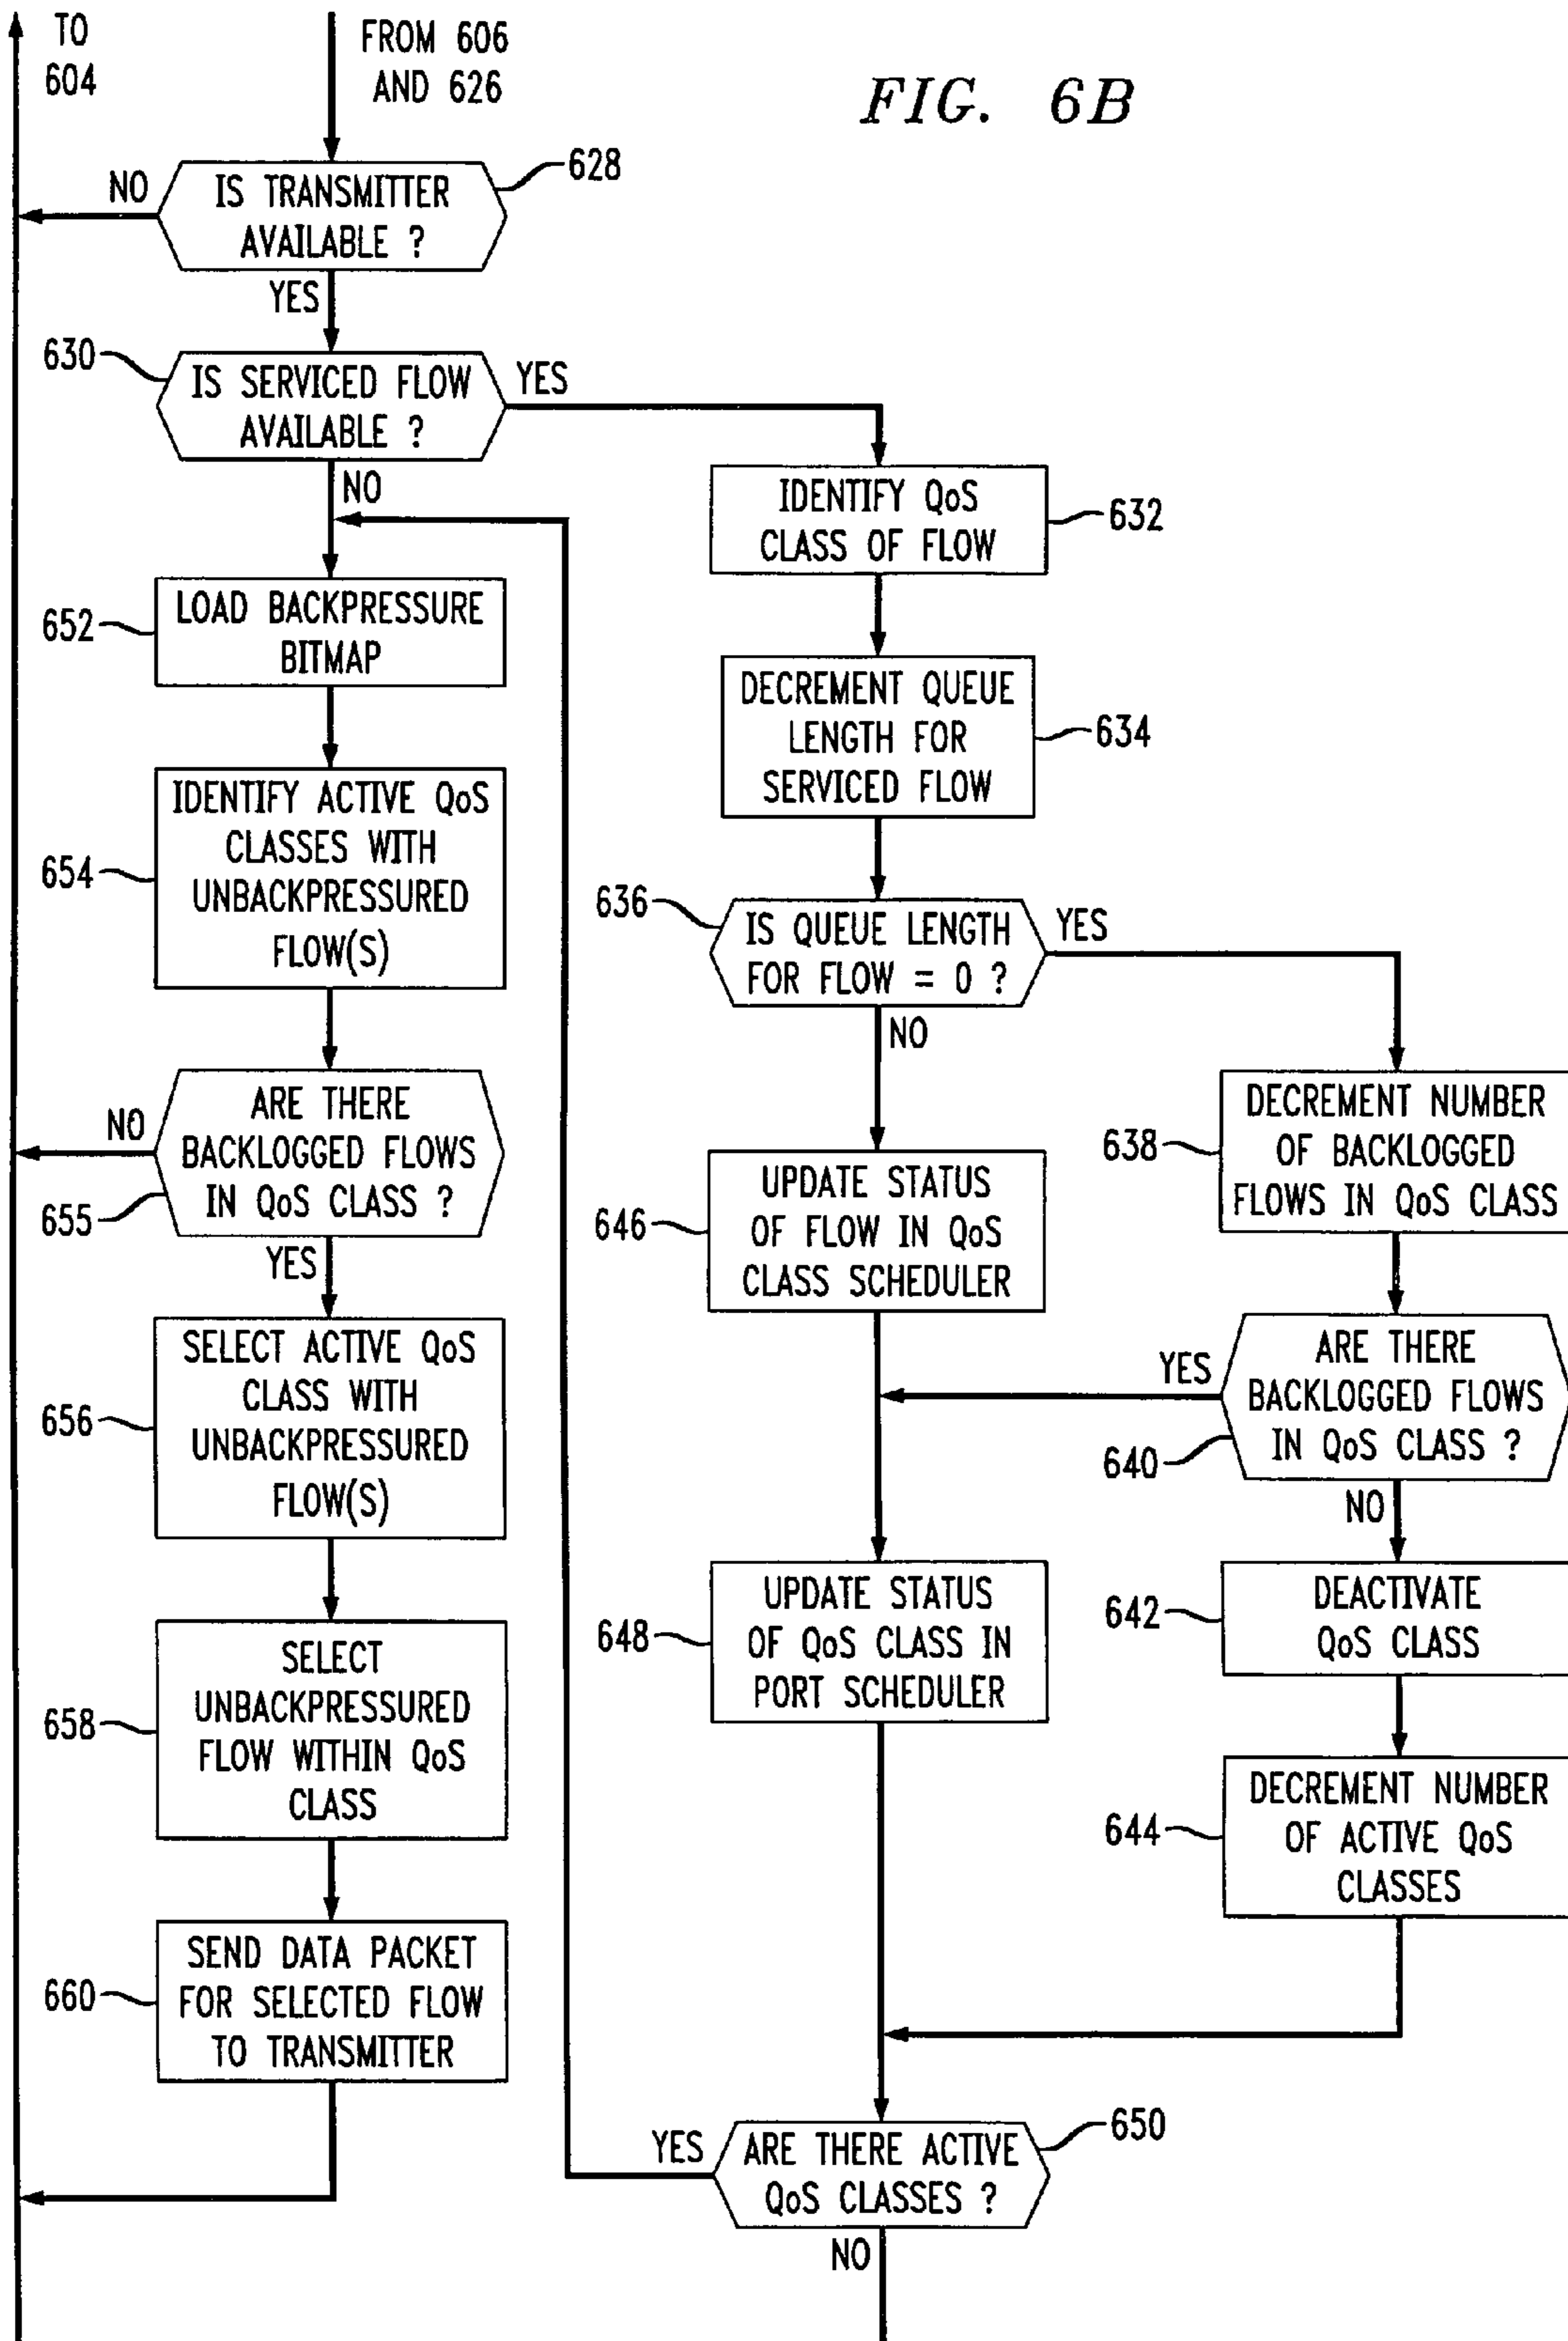 TO
604
FROM 606
AND 626
FIG. 6B
628
NO
IS TRANSMITTER
AVAILABLE ?
YES
630
IS SERVICED FLOW
AVAILABLE ?
YES
NO
IDENTIFY QoS
CLASS OF FLOW
632
652
LOAD BACKPRESSURE
BITMAP
DECREMENT QUEUE
LENGTH FOR
SERVICED FLOW
634
654
IDENTIFY ACTIVE QoS
CLASSES WITH
UNBACKPRESSURED
FLOW(S)
636
IS QUEUE LENGTH
FOR FLOW = 0 ?
YES
NO
NO
ARE THERE
BACKLOGGED FLOWS
IN QoS CLASS ?
655
YES
638
DECREMENT NUMBER
OF BACKLOGGED
FLOWS IN QoS CLASS
646
UPDATE STATUS
OF FLOW IN QoS
CLASS SCHEDULER
656
SELECT ACTIVE QoS
CLASS WITH
UNBACKPRESSURED
FLOW(S)
YES
ARE THERE
BACKLOGGED FLOWS
IN QoS CLASS ?
640
NO
648
UPDATE STATUS
OF QoS CLASS IN
PORT SCHEDULER
642
DEACTIVATE
QoS CLASS
658
SELECT
UNBACKPRESSURED
FLOW WITHIN QoS
CLASS
644
DECREMENT NUMBER
OF ACTIVE QoS
CLASSES
660
SEND DATA PACKET
FOR SELECTED FLOW
TO TRANSMITTER
650
YES
ARE THERE ACTIVE
QoS CLASSES ?
NO